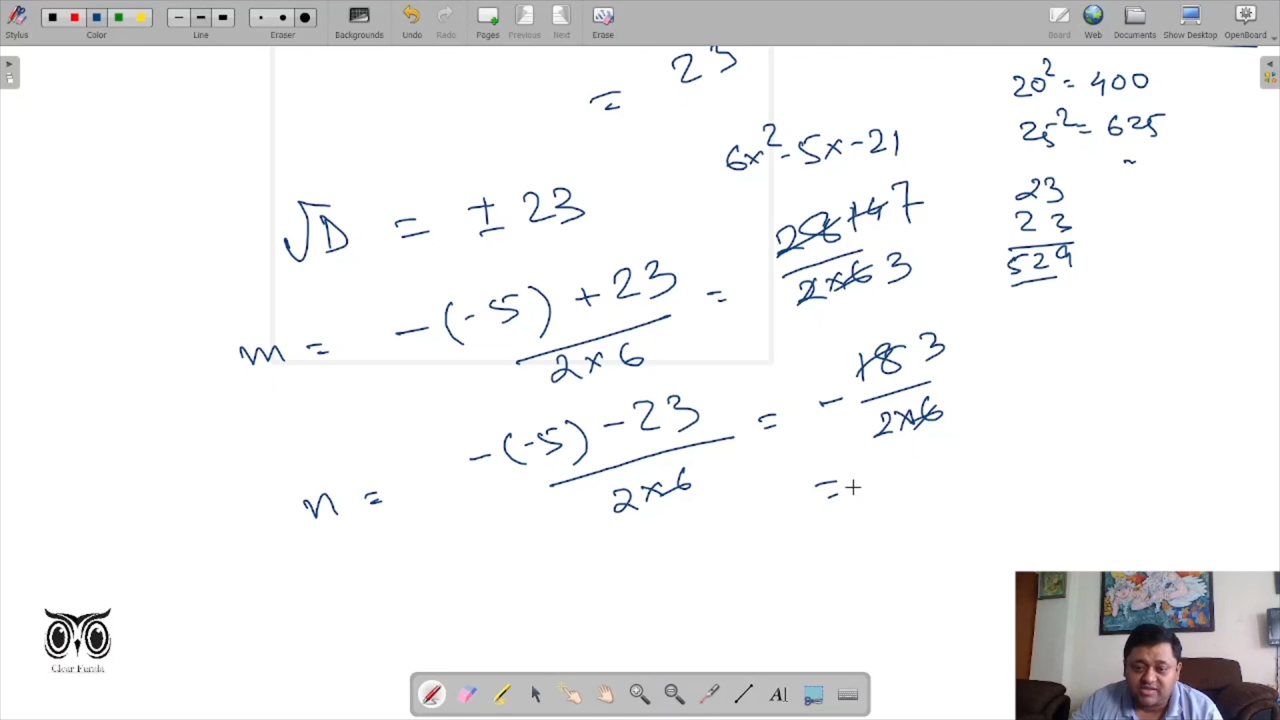 Stylus Color Line Eraser Backgrounds Undo Redo Pages Previous Next Erase Board Web Documents Show Desktop OpenBoard
= 23
20² = 400
25² = 625
6x² - 5x - 21
23
23
529
√D = ± 23
m = -(-5) + 23 / 2×6 = 28 14 7 / 2×6 3
n = -(-5) - 23 / 2×6 = - 18 3 / 2×6
=
Clear Funda